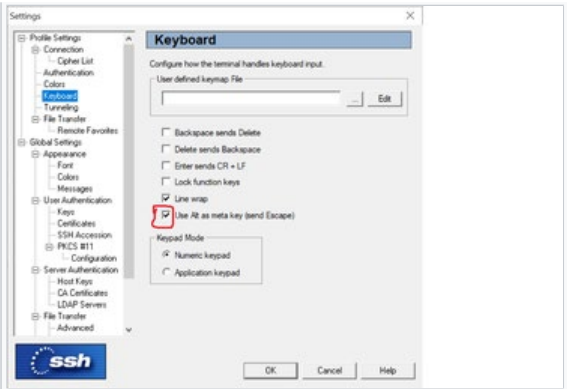 Settings
Profile Settings
Connection
Cipher List
Authentication
Colors
Keyboard
Tunneling
File Transfer
Remote Favorites
Global Settings
Appearance
Font
Colors
Messages
User Authentication
Keys
Certificates
SSH Accession
PKCS #11
Configuration
Server Authentication
Host Keys
CA Certificates
LDAP Servers
File Transfer
Advanced
ssh
Keyboard
Configure how the terminal handles keyboard input.
User defined keymap File
... Edit
Backspace sends Delete
Delete sends Backspace
Enter sends CR + LF
Lock function keys
Line wrap
Use Alt as meta key (send Escape)
Keypad Mode
Numeric keypad
Application keypad
OK Cancel Help